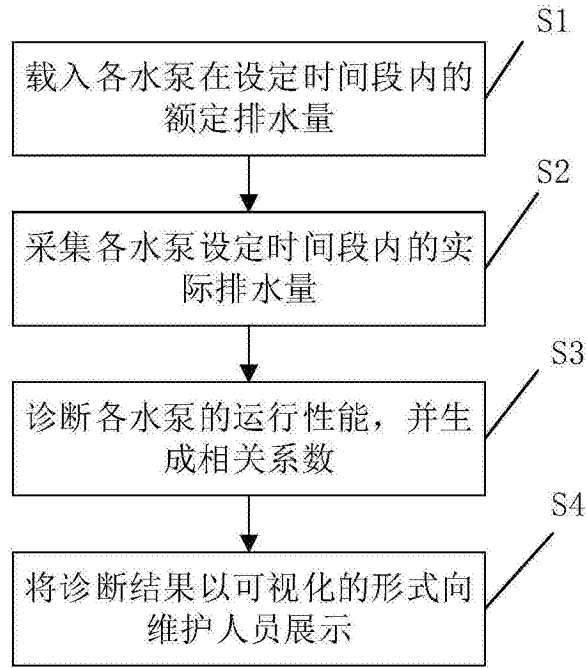 S1
载入各水泵在设定时间段内的
额定排水量
S2
采集各水泵设定时间段内的实
际排水量
S3
诊断各水泵的运行性能，并生
成相关系数
S4
将诊断结果以可视化的形式向
维护人员展示